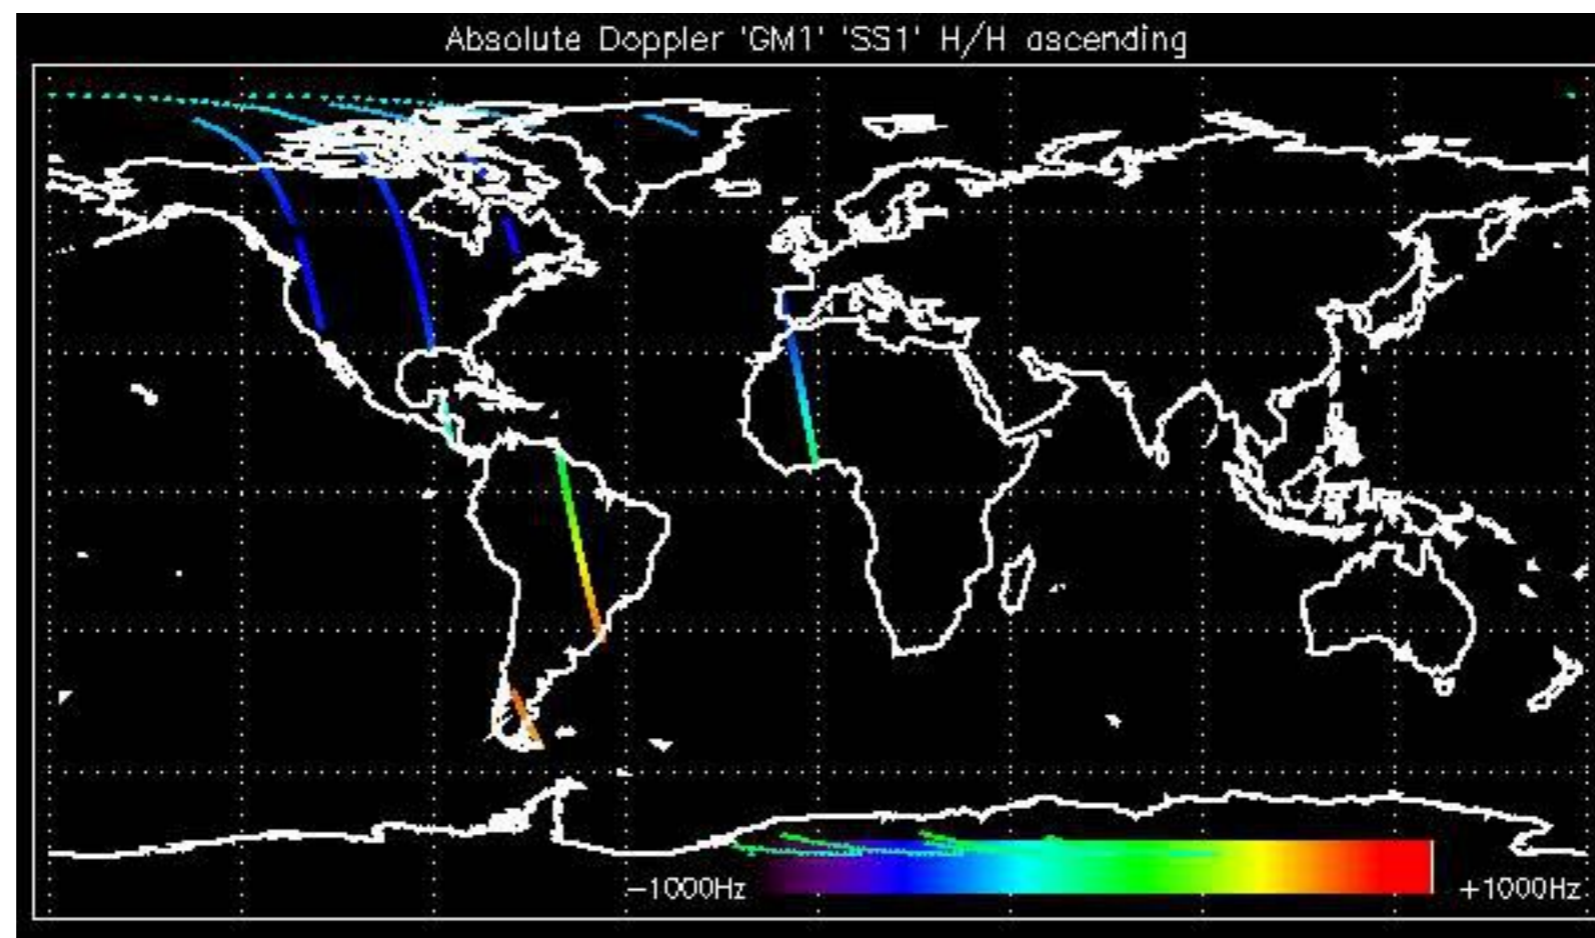 Absolute Doppler 'GM1' 'SS1' H/H ascending
−1000Hz
+1000Hz